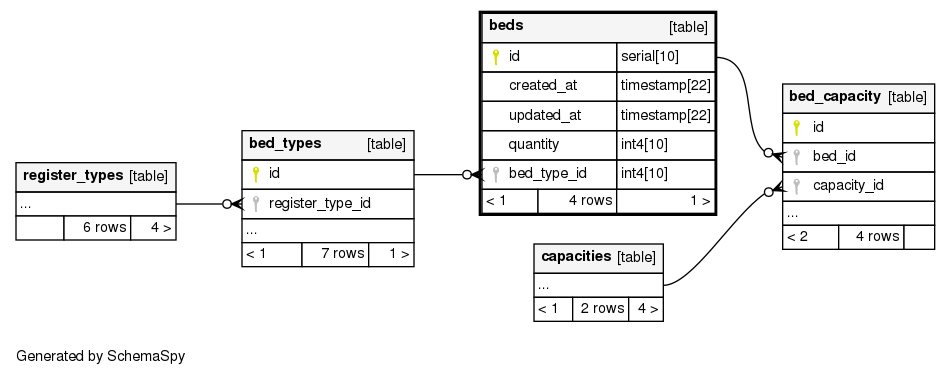 beds [table]
id serial[10]
created_at timestamp[22]
updated_at timestamp[22]
quantity int4[10]
bed_type_id int4[10]
< 1 4 rows 1 >
bed_capacity [table]
id
bed_id
capacity_id
...
< 2 4 rows
bed_types [table]
id
register_type_id
...
< 1 7 rows 1 >
register_types [table]
...
6 rows 4 >
capacities [table]
...
< 1 2 rows 4 >
Generated by SchemaSpy